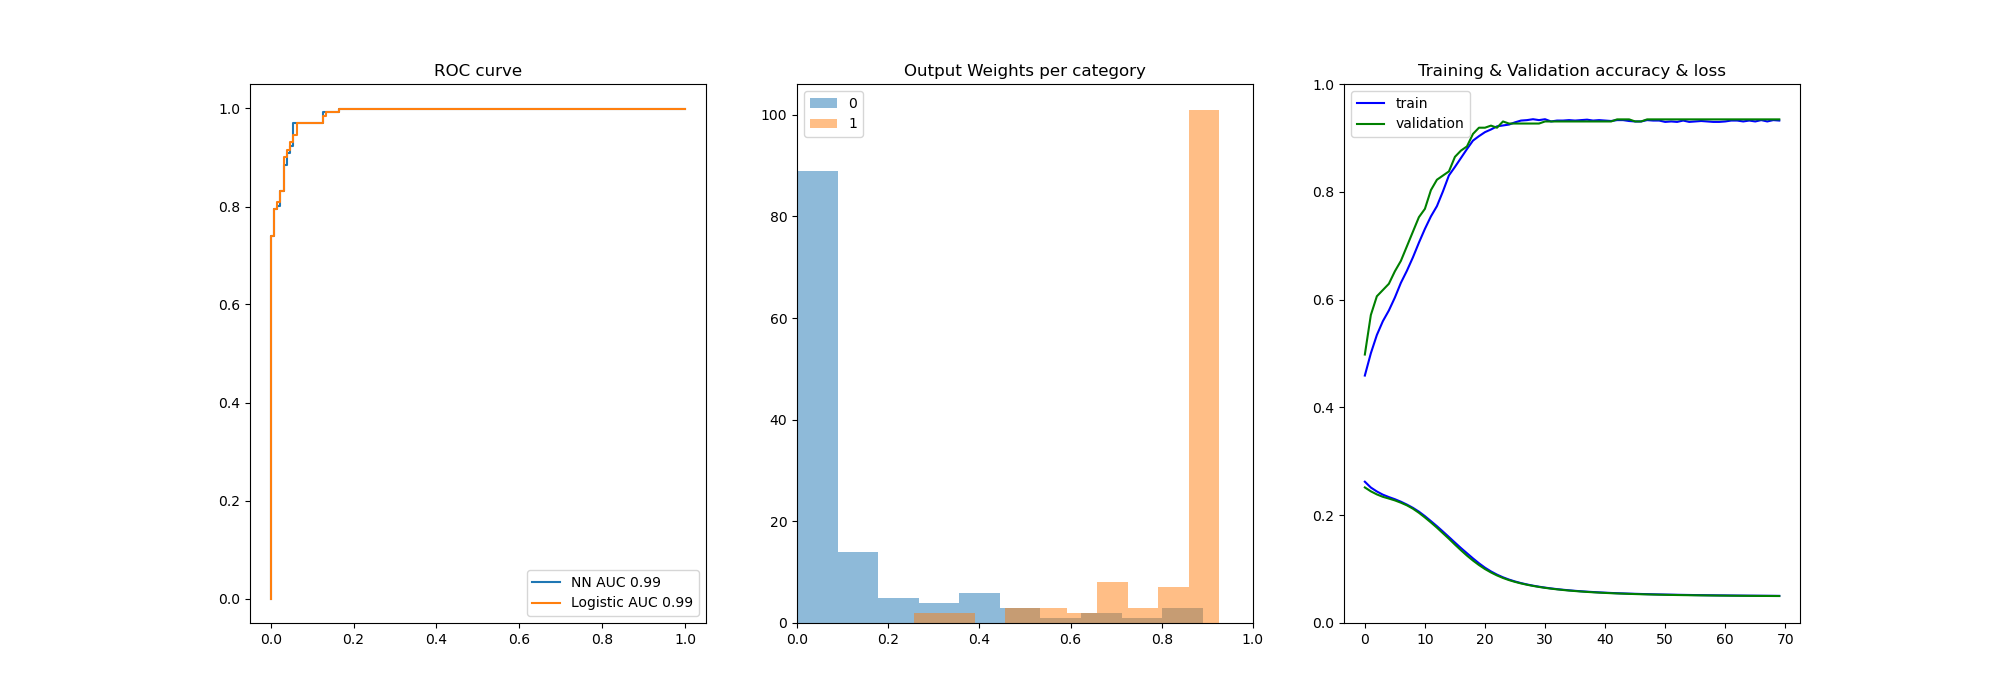 ROC curve
1.0
0.8
0.6
0.4
0.2
0.0
0.0 0.2 0.4 0.6 0.8 1.0
NN AUC 0.99
Logistic AUC 0.99
Output Weights per category
0
1
100
80
60
40
20
0
0.0 0.2 0.4 0.6 0.8 1.0
Training & Validation accuracy & loss
train
validation
1.0
0.8
0.6
0.4
0.2
0.0
0 10 20 30 40 50 60 70